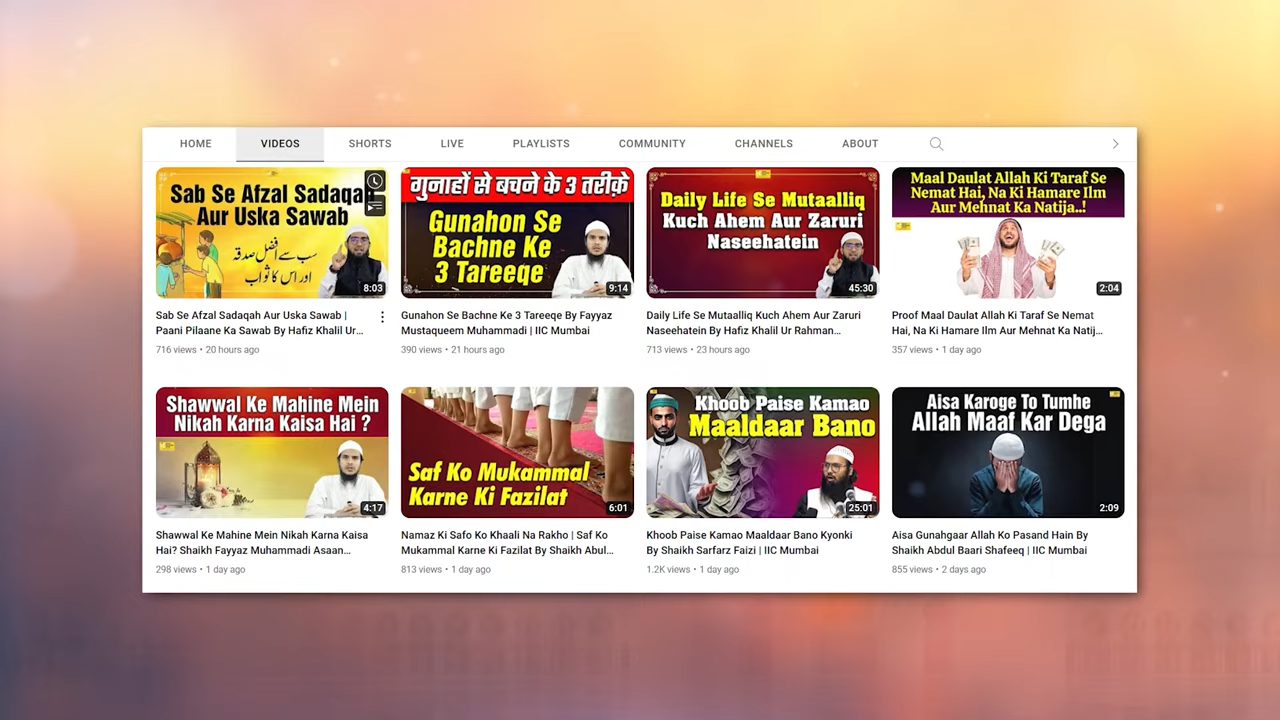 HOME VIDEOS SHORTS LIVE PLAYLISTS COMMUNITY CHANNELS ABOUT
Sab Se Afzal Sadaqah
Aur Uska Sawab
سب سے افضل صدقہ
اور اس کا ثواب
8:03
Sab Se Afzal Sadaqah Aur Uska Sawab |
Paani Pilaane Ka Sawab By Hafiz Khalil Ur...
716 views • 20 hours ago
गुनाहों से बचने के 3 तरीक़े
Gunahon Se
Bachne Ke
3 Tareeqe
9:14
Gunahon Se Bachne Ke 3 Tareeqe By Fayyaz
Mustaqueem Muhammadi | IIC Mumbai
390 views • 21 hours ago
Daily Life Se Mutaalliq
Kuch Ahem Aur Zaruri
Naseehatein
45:30
Daily Life Se Mutaalliq Kuch Ahem Aur Zaruri
Naseehatein By Hafiz Khalil Ur Rahman...
713 views • 23 hours ago
Maal Daulat Allah Ki Taraf Se
Nemat Hai, Na Ki Hamare Ilm
Aur Mehnat Ka Natija..!
2:04
Proof Maal Daulat Allah Ki Taraf Se Nemat
Hai, Na Ki Hamare Ilm Aur Mehnat Ka Natij...
357 views • 1 day ago
Shawwal Ke Mahine Mein
Nikah Karna Kaisa Hai ?
4:17
Shawwal Ke Mahine Mein Nikah Karna Kaisa
Hai? Shaikh Fayyaz Muhammadi Asaan...
298 views • 1 day ago
Saf Ko Mukammal
Karne Ki Fazilat
6:01
Namaz Ki Safo Ko Khaali Na Rakho | Saf Ko
Mukammal Karne Ki Fazilat By Shaikh Abul...
813 views • 1 day ago
Khoob Paise Kamao
Maaldaar Bano
25:01
Khoob Paise Kamao Maaldaar Bano Kyonki
By Shaikh Sarfarz Faizi | IIC Mumbai
1.2K views • 1 day ago
Aisa Karoge To Tumhe
Allah Maaf Kar Dega
2:09
Aisa Gunahgaar Allah Ko Pasand Hain By
Shaikh Abdul Baari Shafeeq | IIC Mumbai
855 views • 2 days ago